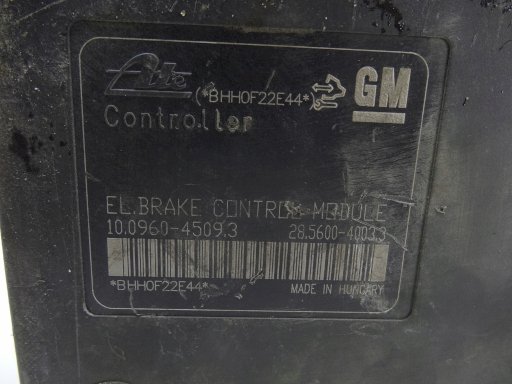 Ate
(*BHH0F22E44*)
GM
Controller
EL.BRAKE CONTROL MODULE
10.0960-4509.3 28.5600-4003.3
*BHH0F22E44*
MADE IN HUNGARY